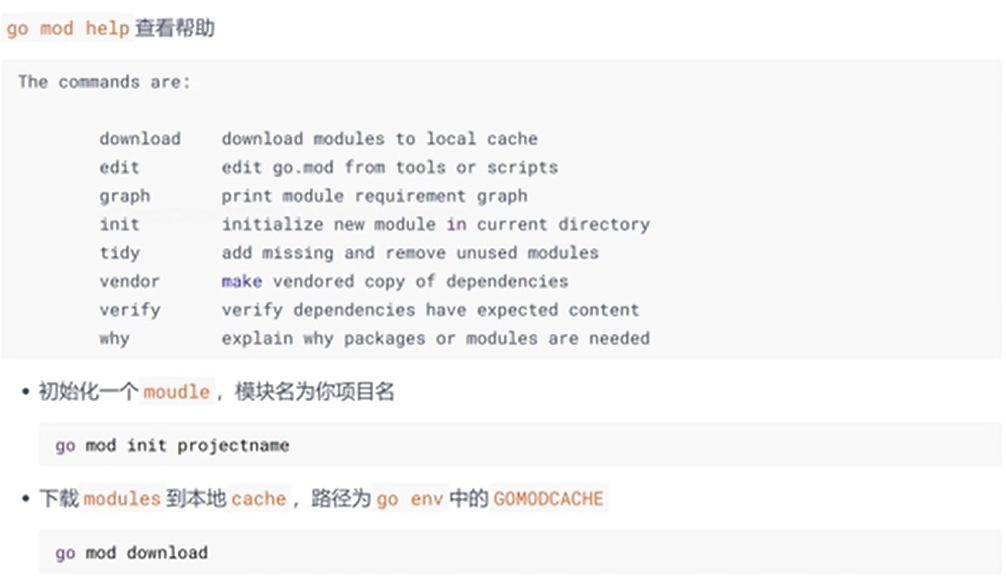 go mod help 查看帮助
The commands are:
download download modules to local cache
edit edit go.mod from tools or scripts
graph print module requirement graph
init initialize new module in current directory
tidy add missing and remove unused modules
vendor make vendored copy of dependencies
verify verify dependencies have expected content
why explain why packages or modules are needed
• 初始化一个 moudle ，模块名为你项目名
go mod init projectname
• 下载 modules 到本地 cache ，路径为 go env 中的 GOMODCACHE
go mod download